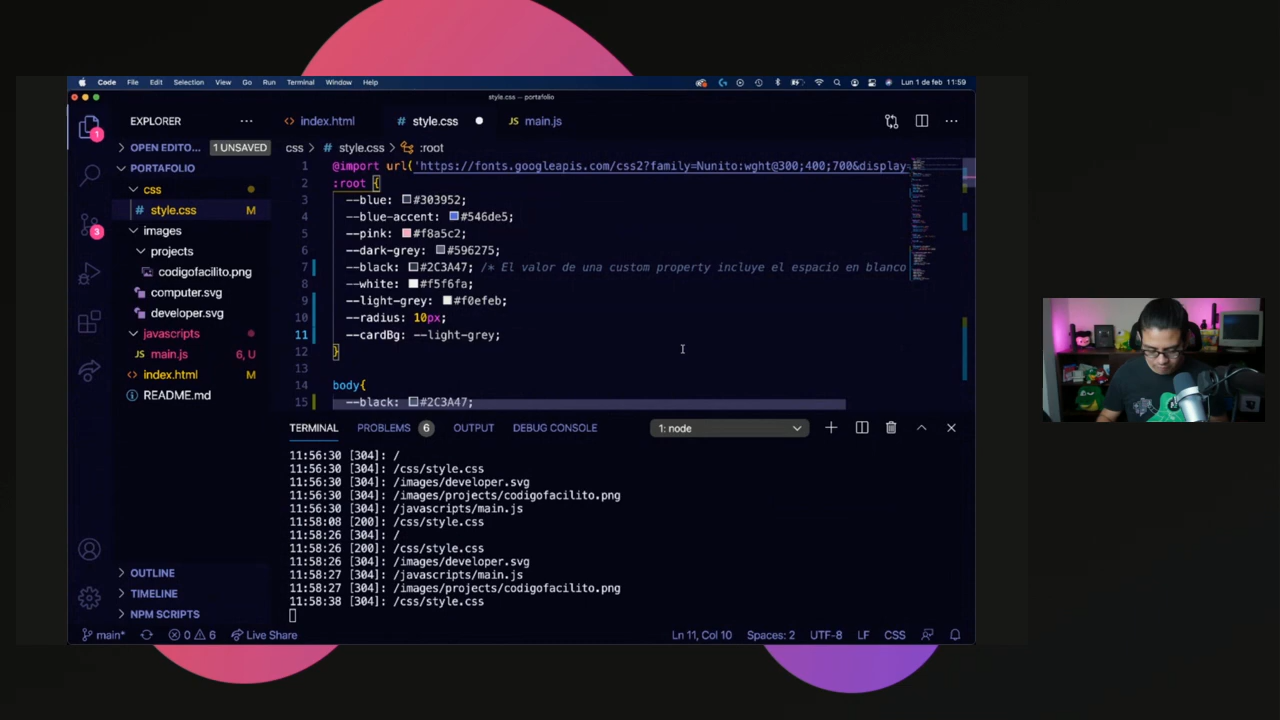 Code File Edit Selection View Go Run Terminal Window Help Lun 1 de feb 11:59
style.css — portafolio
EXPLORER ...
OPEN EDITO... 1 UNSAVED
PORTAFOLIO
css
# style.css M
images
projects
codigofacilito.png
computer.svg
developer.svg
javascripts
main.js 6, U
<> index.html M
README.md
OUTLINE
TIMELINE
NPM SCRIPTS
1
3
<> index.html # style.css JS main.js
css > # style.css > :root
1 @import url('https://fonts.googleapis.com/css2?family=Nunito:wght@300;400;700&display=
2 :root {
3 --blue: #303952;
4 --blue-accent: #546de5;
5 --pink: #f8a5c2;
6 --dark-grey: #596275;
7 --black: #2C3A47; /* El valor de una custom property incluye el espacio en blanco
8 --white: #f5f6fa;
9 --light-grey: #f0efeb;
10 --radius: 10px;
11 --cardBg: --light-grey;
12 }
13
14 body{
15 --black: #2C3A47;
TERMINAL PROBLEMS 6 OUTPUT DEBUG CONSOLE 1: node
11:56:30 [304]: /
11:56:30 [304]: /css/style.css
11:56:30 [304]: /images/developer.svg
11:56:30 [304]: /images/projects/codigofacilito.png
11:56:30 [304]: /javascripts/main.js
11:58:08 [200]: /css/style.css
11:58:26 [304]: /
11:58:26 [200]: /css/style.css
11:58:26 [304]: /images/developer.svg
11:58:27 [304]: /javascripts/main.js
11:58:27 [304]: /images/projects/codigofacilito.png
11:58:38 [304]: /css/style.css
main* 0 6 Live Share Ln 11, Col 10 Spaces: 2 UTF-8 LF CSS